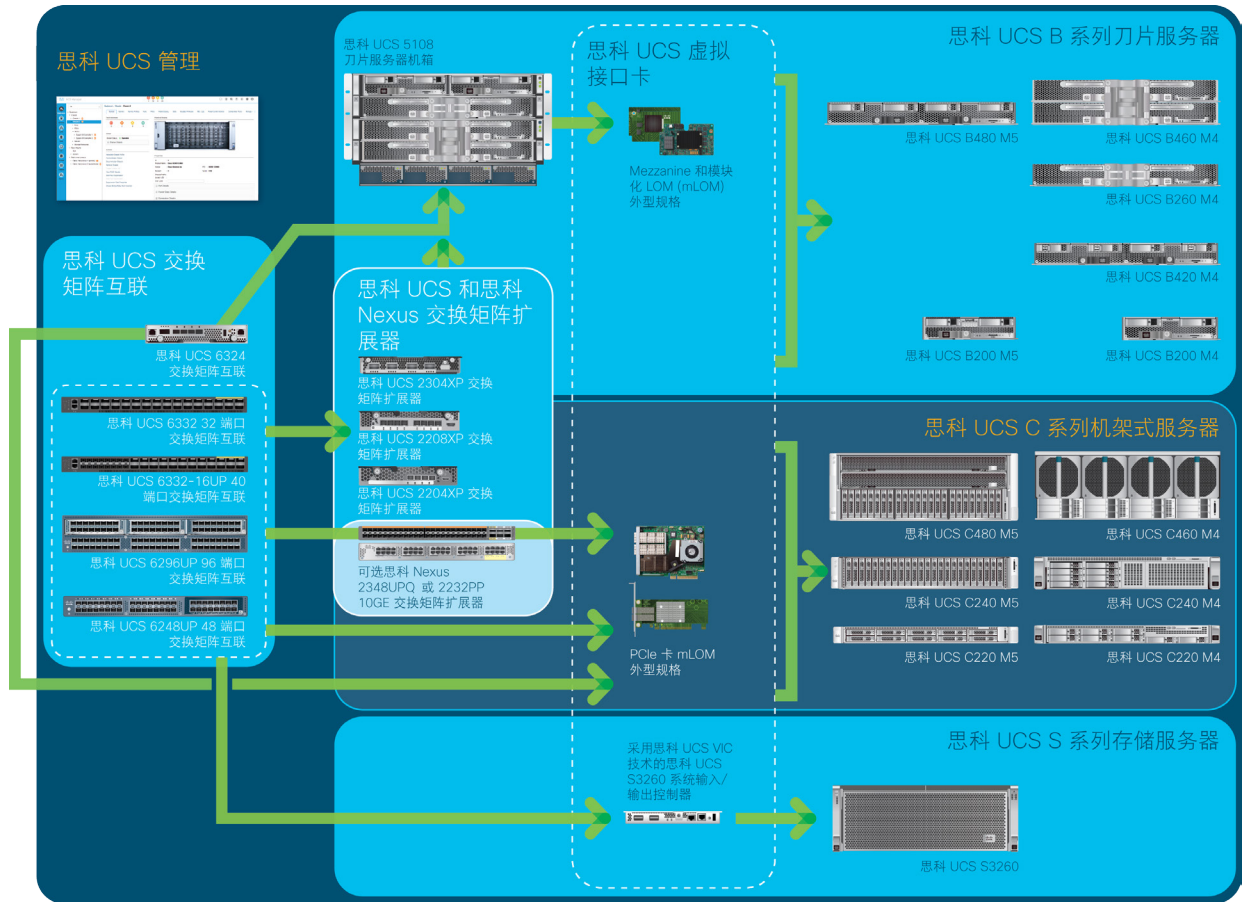 思科 UCS 管理
思科 UCS 5108
刀片服务器机箱
思科 UCS 虚拟
接口卡
Mezzanine 和模块
化 LOM (mLOM)
外型规格
思科 UCS B 系列刀片服务器
思科 UCS B480 M5
思科 UCS B460 M4
思科 UCS B260 M4
思科 UCS B420 M4
思科 UCS B200 M5
思科 UCS B200 M4
思科 UCS 交换
矩阵互联
思科 UCS 6324
交换矩阵互联
思科 UCS 6332 32 端口
交换矩阵互联
思科 UCS 6332-16UP 40
端口交换矩阵互联
思科 UCS 6296UP 96 端口
交换矩阵互联
思科 UCS 6248UP 48 端口
交换矩阵互联
思科 UCS 和思科
Nexus 交换矩阵扩
展器
思科 UCS 2304XP 交换
矩阵扩展器
思科 UCS 2208XP 交换
矩阵扩展器
思科 UCS 2204XP 交换
矩阵扩展器
可选思科 Nexus
2348UPQ 或 2232PP
10GE 交换矩阵扩展器
PCIe 卡 mLOM
外型规格
思科 UCS C 系列机架式服务器
思科 UCS C480 M5
思科 UCS C460 M4
思科 UCS C240 M5
思科 UCS C240 M4
思科 UCS C220 M5
思科 UCS C220 M4
采用思科 UCS VIC
技术的思科 UCS
S3260 系统输入/
输出控制器
思科 UCS S 系列存储服务器
思科 UCS S3260